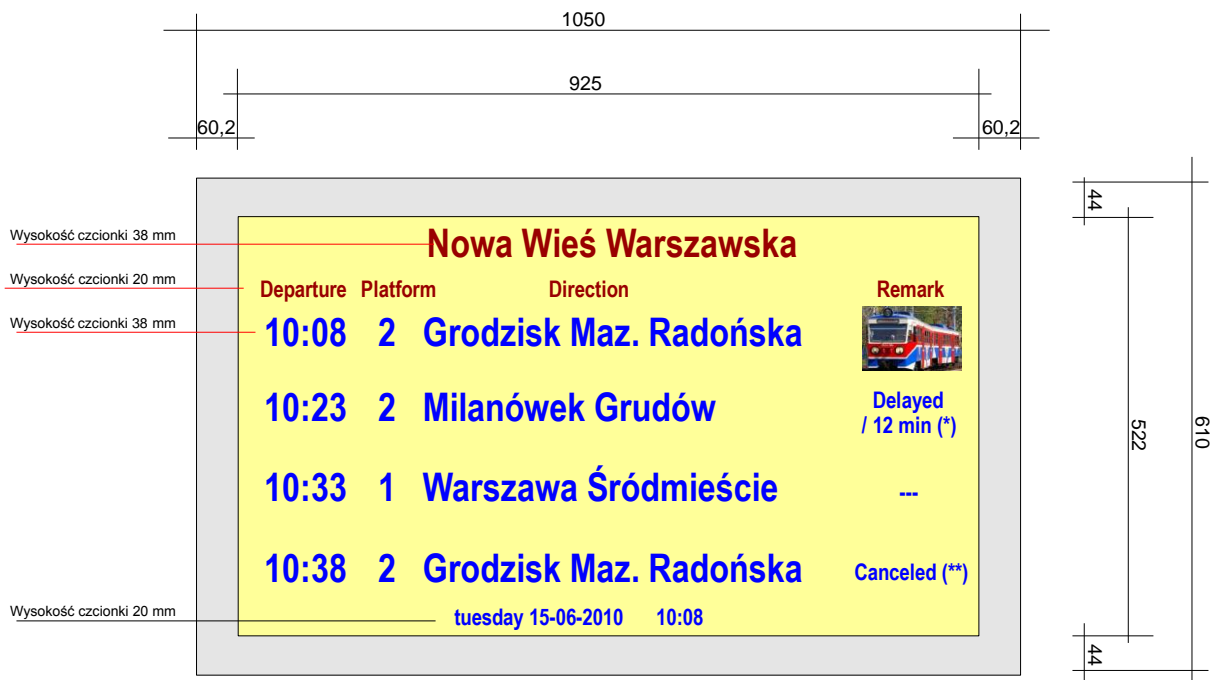 1050
925
60,2
60,2
44
Wysokość czcionki 38 mm
Nowa Wieś Warszawska
Wysokość czcionki 20 mm
Departure Platform Direction Remark
Wysokość czcionki 38 mm
10:08 2 Grodzisk Maz. Radońska
10:23 2 Milanówek Grudów Delayed
/ 12 min (*)
522
610
10:33 1 Warszawa Śródmieście ---
10:38 2 Grodzisk Maz. Radońska Canceled (**)
Wysokość czcionki 20 mm
tuesday 15-06-2010 10:08
44